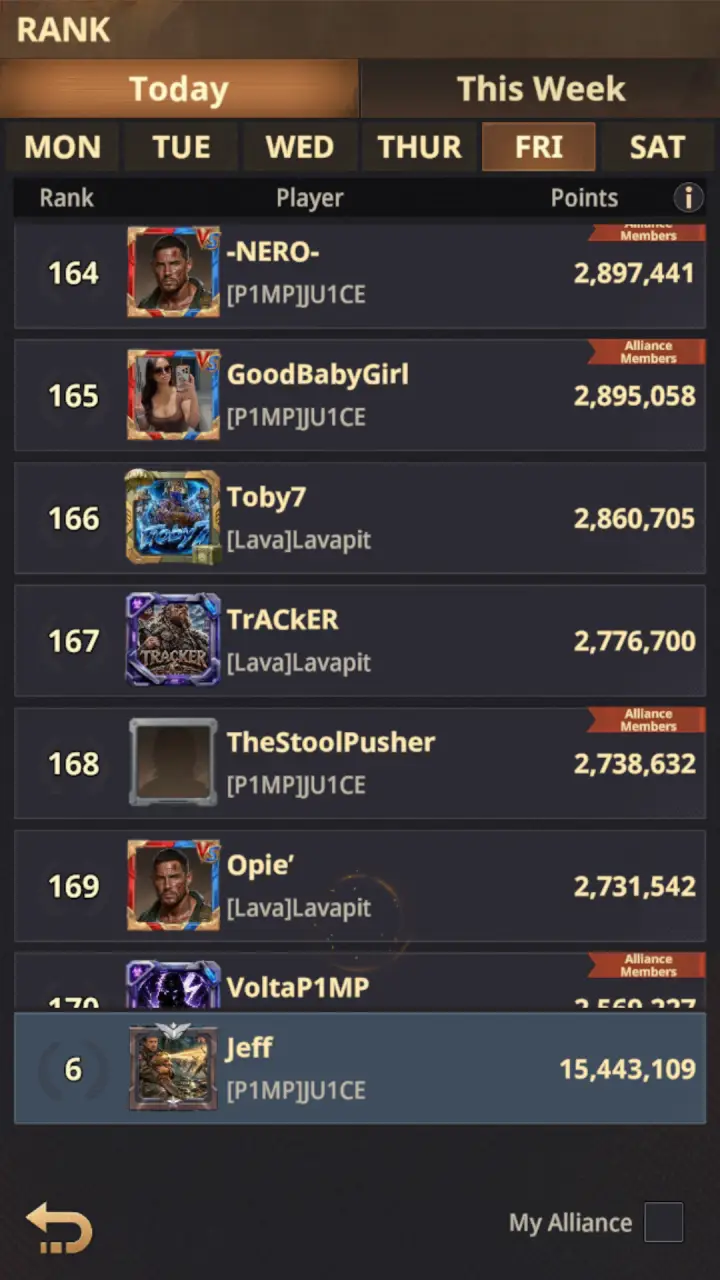 RANK
Today
This Week
MON TUE WED THUR FRI SAT
Rank Player Points i
Alliance
Members
164 -NERO- 2,897,441
[P1MP]JU1CE
Alliance
Members
165 GoodBabyGirl 2,895,058
[P1MP]JU1CE
166 Toby7 2,860,705
[Lava]Lavapit
TRACKER
167 TrACkER 2,776,700
[Lava]Lavapit
Alliance
Members
168 TheStoolPusher 2,738,632
[P1MP]JU1CE
169 Opie’ 2,731,542
[Lava]Lavapit
Alliance
Members
170 VoltaP1MP
6 Jeff 15,443,109
[P1MP]JU1CE
My Alliance